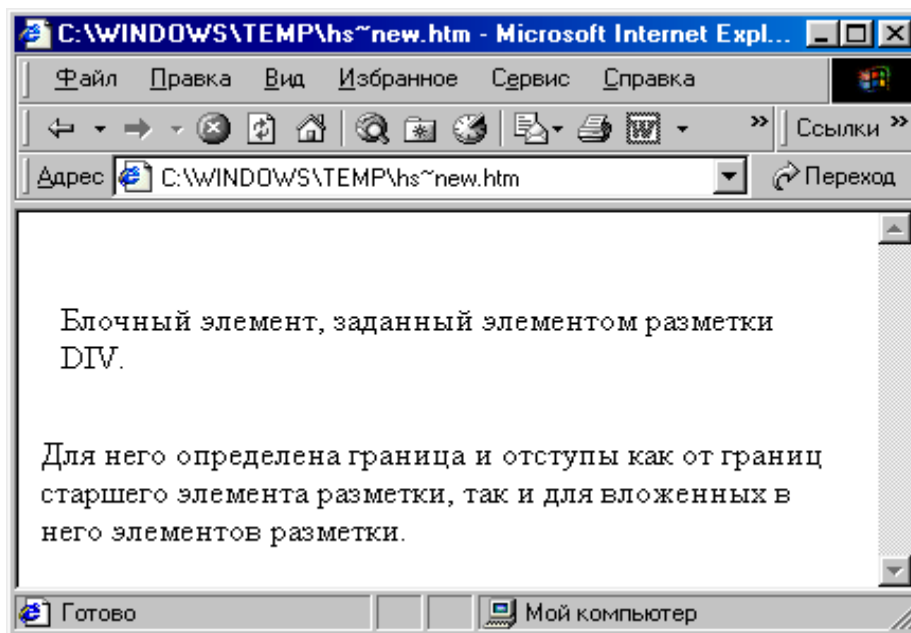 C:\WINDOWS\TEMP\hs~new.htm - Microsoft Internet Expl...
Файл Правка Вид Избранное Сервис Справка
» Ссылки »
Адрес C:\WINDOWS\TEMP\hs~new.htm Переход
Блочный элемент, заданный элементом разметки
DIV.
Для него определена граница и отступы как от границ
старшего элемента разметки, так и для вложенных в
него элементов разметки.
Готово Мой компьютер